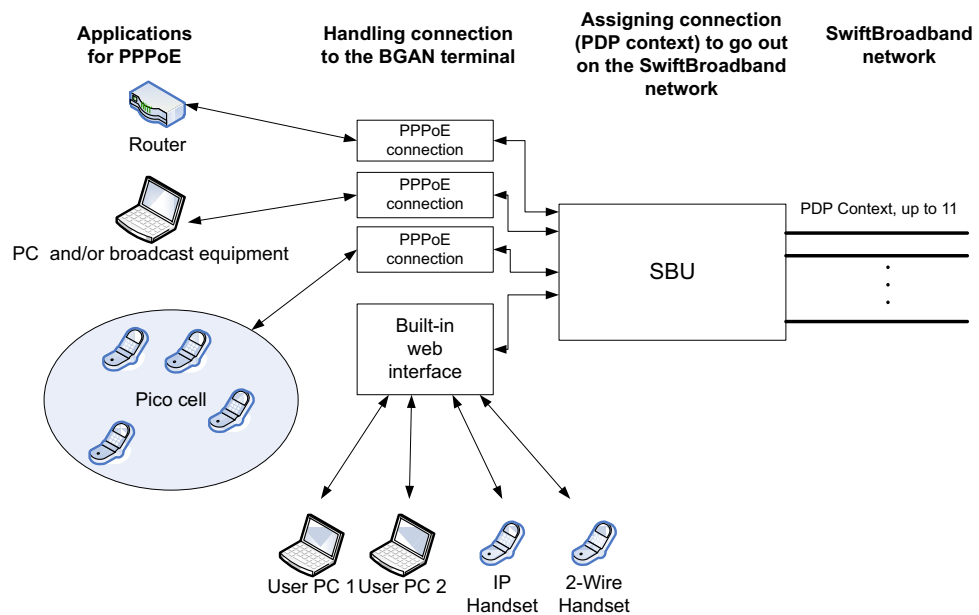 Applications
for PPPoE
Handling connection
to the BGAN terminal
Assigning connection
(PDP context) to go out
on the SwiftBroadband
network
SwiftBroadband
network
Router
PPPoE
connection
PC  and/or broadcast equipment
PPPoE
connection
PPPoE
connection
SBU
PDP Context, up to 11
Built-in
web
interface
Pico cell
User PC 1
User PC 2
IP
Handset
2-Wire
Handset